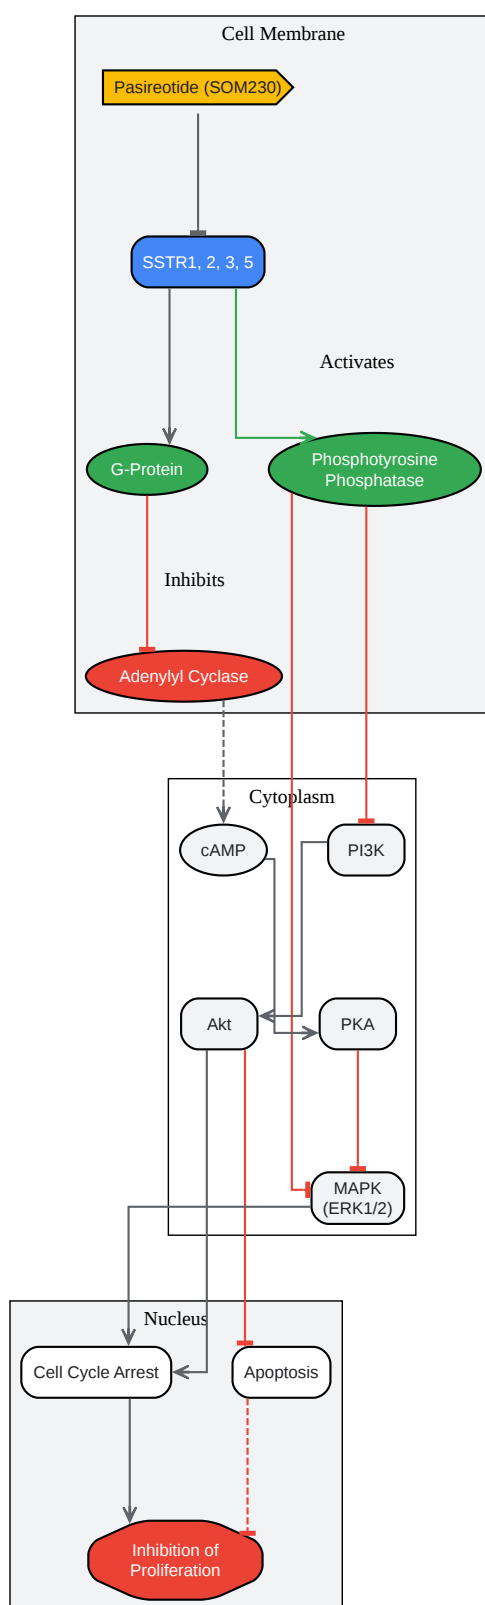 Cell Membrane
Pasireotide (SOM230)
SSTR1, 2, 3, 5
Activates
G-Protein
Phosphotyrosine
Phosphatase
Inhibits
Adenylyl Cyclase
Cytoplasm
cAMP
PI3K
Akt
PKA
MAPK
(ERK1/2)
Nucleus
Cell Cycle Arrest
Apoptosis
Inhibition of
Proliferation